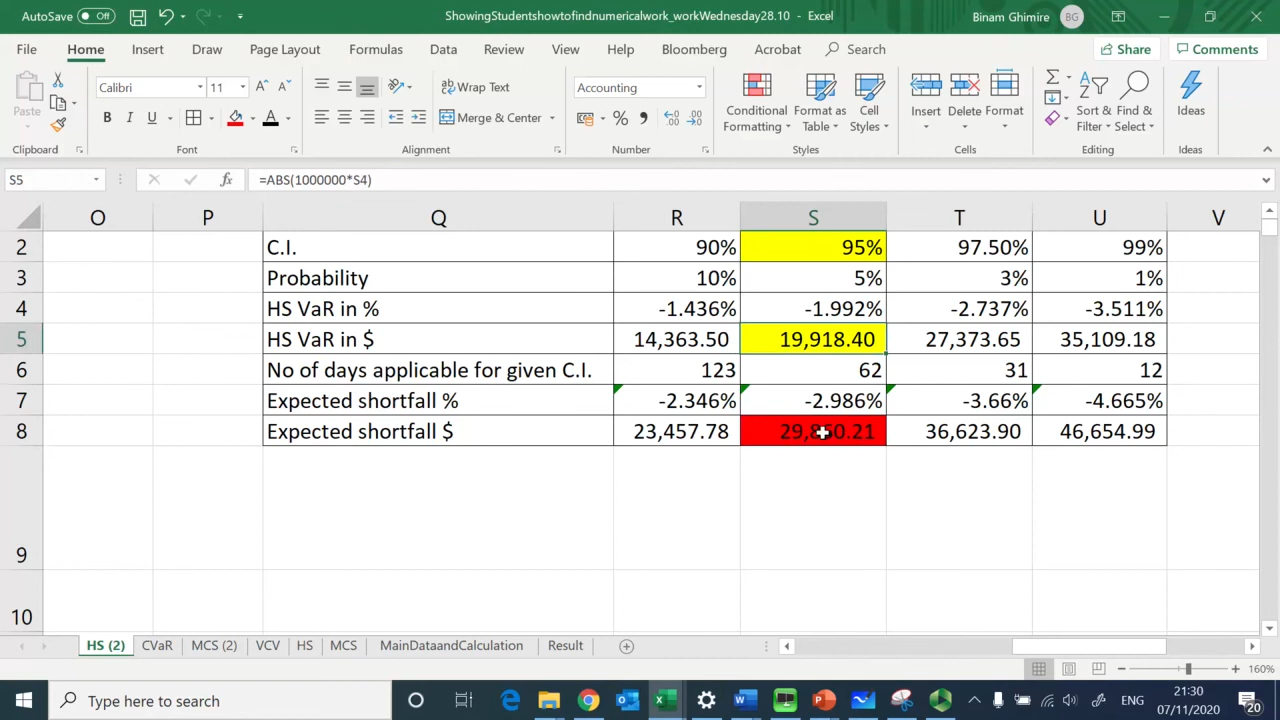 AutoSave Off ShowingStudentshowtofindnumericalwork_workWednesday28.10 - Excel Binam Ghimire BG
File Home Insert Draw Page Layout Formulas Data Review View Help Bloomberg Acrobat Search Share Comments
Paste Calibri 11 A^ Aˇ Wrap Text Accounting Conditional Formatting Format as Table Cell Styles Insert Delete Format Sort & Filter Find & Select Ideas
B I U A Merge & Center % ,
Clipboard Font Alignment Number Styles Cells Editing Ideas
S5 fx =ABS(1000000*S4)
O P Q R S T U V
2 C.I. 90% 95% 97.50% 99%
3 Probability 10% 5% 3% 1%
4 HS VaR in % -1.436% -1.992% -2.737% -3.511%
5 HS VaR in $ 14,363.50 19,918.40 27,373.65 35,109.18
6 No of days applicable for given C.I. 123 62 31 12
7 Expected shortfall % -2.346% -2.986% -3.66% -4.665%
8 Expected shortfall $ 23,457.78 36,623.90 46,654.99
9
10
HS (2) CVaR MCS (2) VCV HS MCS MainDataandCalculation Result
160%
Type here to search ENG 21:30
07/11/2020 20